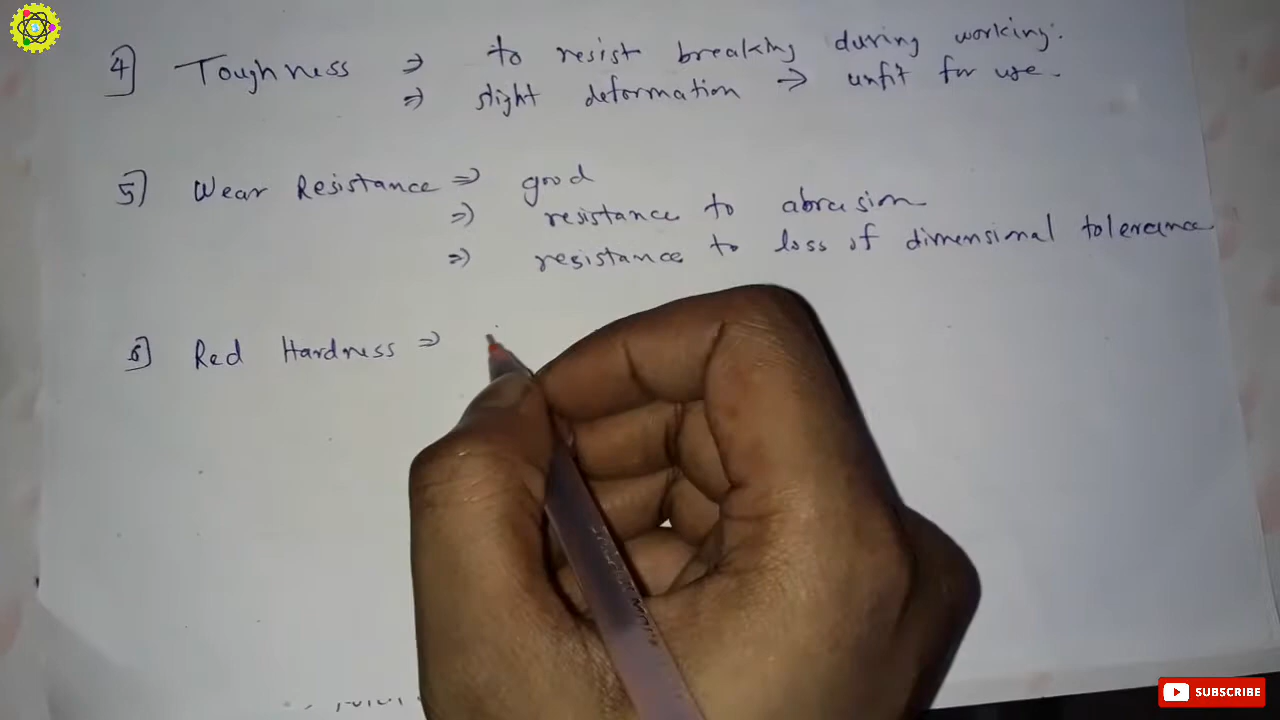 4] Toughness ⇒ to resist breaking during working.
⇒ slight deformation → unfit for use.
5] Wear Resistance ⇒ good
⇒ resistance to abrasion
⇒ resistance to loss of dimensional tolerance
6] Red Hardness ⇒
SUBSCRIBE